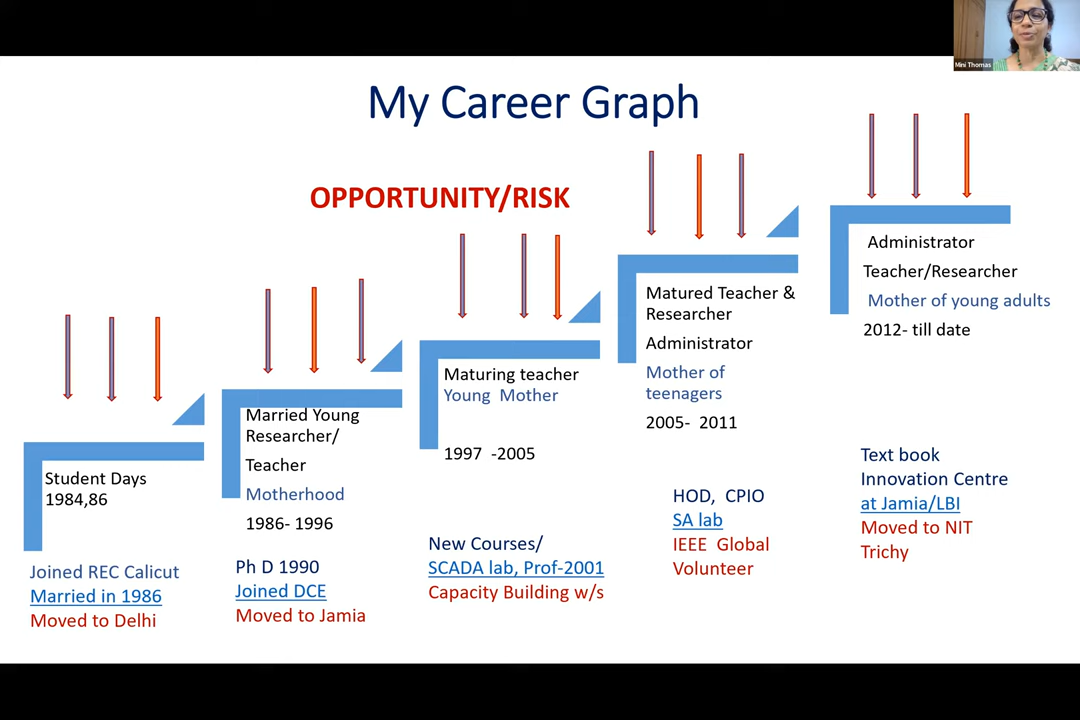 Mini Thomas
My Career Graph
OPPORTUNITY/RISK
Student Days
1984,86
Joined REC Calicut
Married in 1986
Moved to Delhi
Married Young
Researcher/
Teacher
Motherhood
1986- 1996
Ph D 1990
Joined DCE
Moved to Jamia
Maturing teacher
Young Mother
1997 -2005
New Courses/
SCADA lab, Prof-2001
Capacity Building w/s
Matured Teacher &
Researcher
Administrator
Mother of
teenagers
2005- 2011
HOD, CPIO
SA lab
IEEE Global
Volunteer
Administrator
Teacher/Researcher
Mother of young adults
2012- till date
Text book
Innovation Centre
at Jamia/LBI
Moved to NIT
Trichy